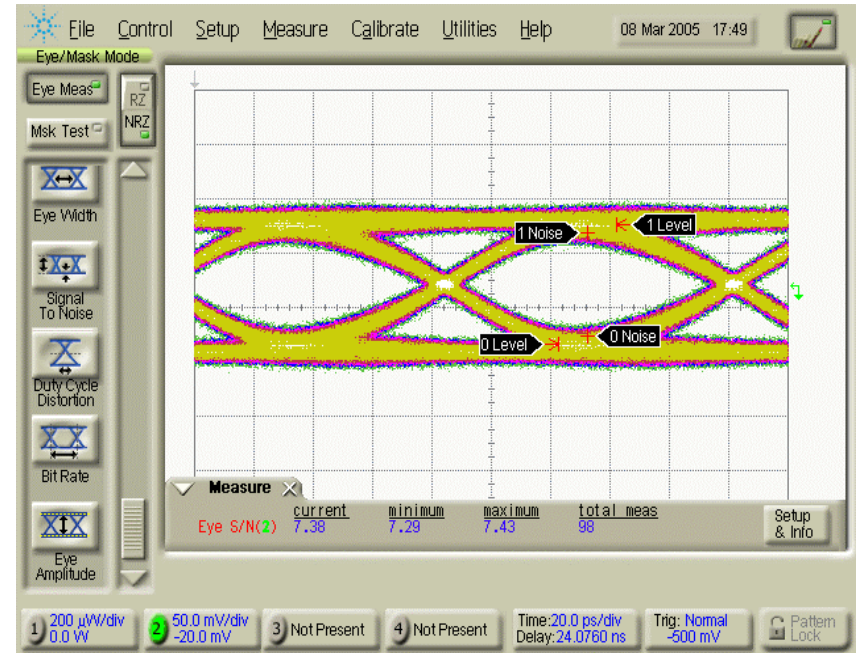 File Control Setup Measure Calibrate Utilities Help 08 Mar 2005 17:49
Eye/Mask Mode
Eye Meas
RZ
NRZ
Msk Test
Eye Width
Signal
To Noise
Duty Cycle
Distortion
Bit Rate
Eye
Amplitude
1 Noise
1 Level
0 Level
0 Noise
Measure
current minimum maximum total meas
Eye S/N(2) 7.38 7.29 7.43 98
Setup
& Info
1 200 µW/div
0.0 W
2 50.0 mV/div
-20.0 mV
3 Not Present
4 Not Present
Time:20.0 ps/div
Delay:24.0760 ns
Trig: Normal
-500 mV
Pattern
Lock